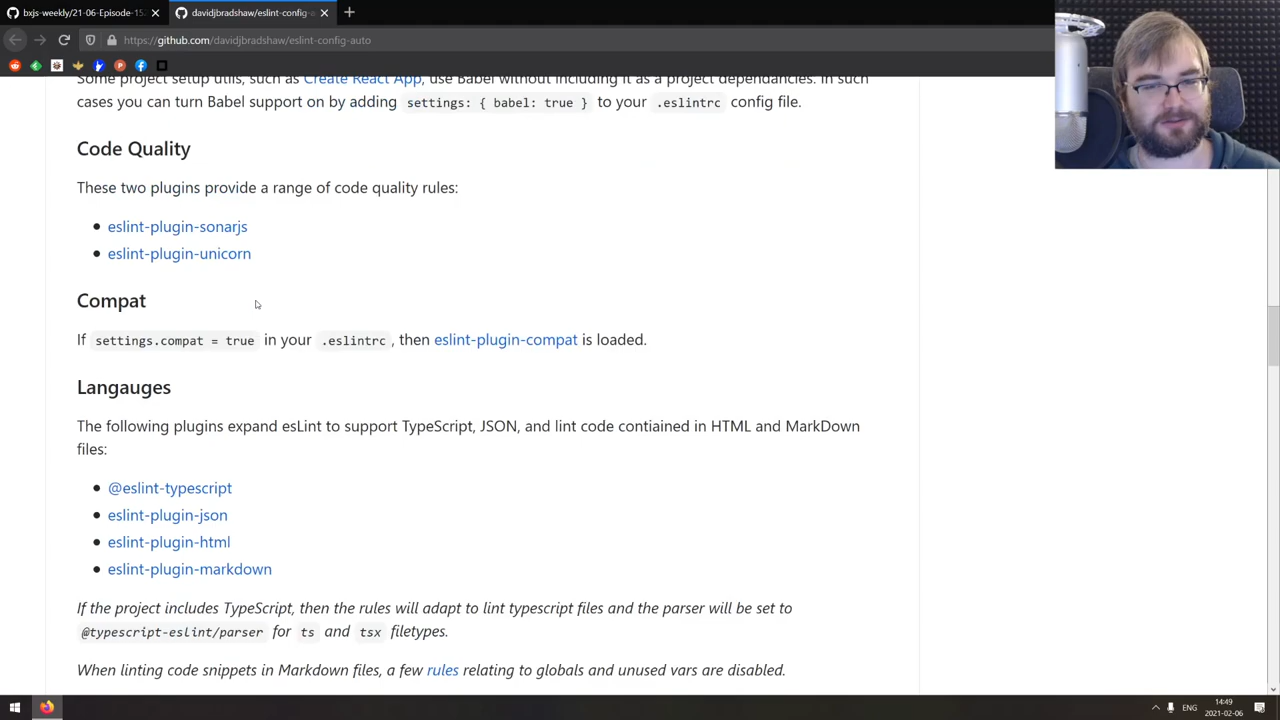 bxjs-weekly/21-06-Episode-152
davidjbradshaw/eslint-config-a
https://github.com/davidjbradshaw/eslint-config-auto
Some project setup utils, such as Create React App, use Babel without including it as a project dependancies. In such
cases you can turn Babel support on by adding settings: { babel: true } to your .eslintrc config file.
Code Quality
These two plugins provide a range of code quality rules:
eslint-plugin-sonarjs
eslint-plugin-unicorn
Compat
If settings.compat = true in your .eslintrc , then eslint-plugin-compat is loaded.
Langauges
The following plugins expand esLint to support TypeScript, JSON, and lint code contiained in HTML and MarkDown
files:
@eslint-typescript
eslint-plugin-json
eslint-plugin-html
eslint-plugin-markdown
If the project includes TypeScript, then the rules will adapt to lint typescript files and the parser will be set to
@typescript-eslint/parser for ts and tsx filetypes.
When linting code snippets in Markdown files, a few rules relating to globals and unused vars are disabled.
ENG
14:49
2021-02-06